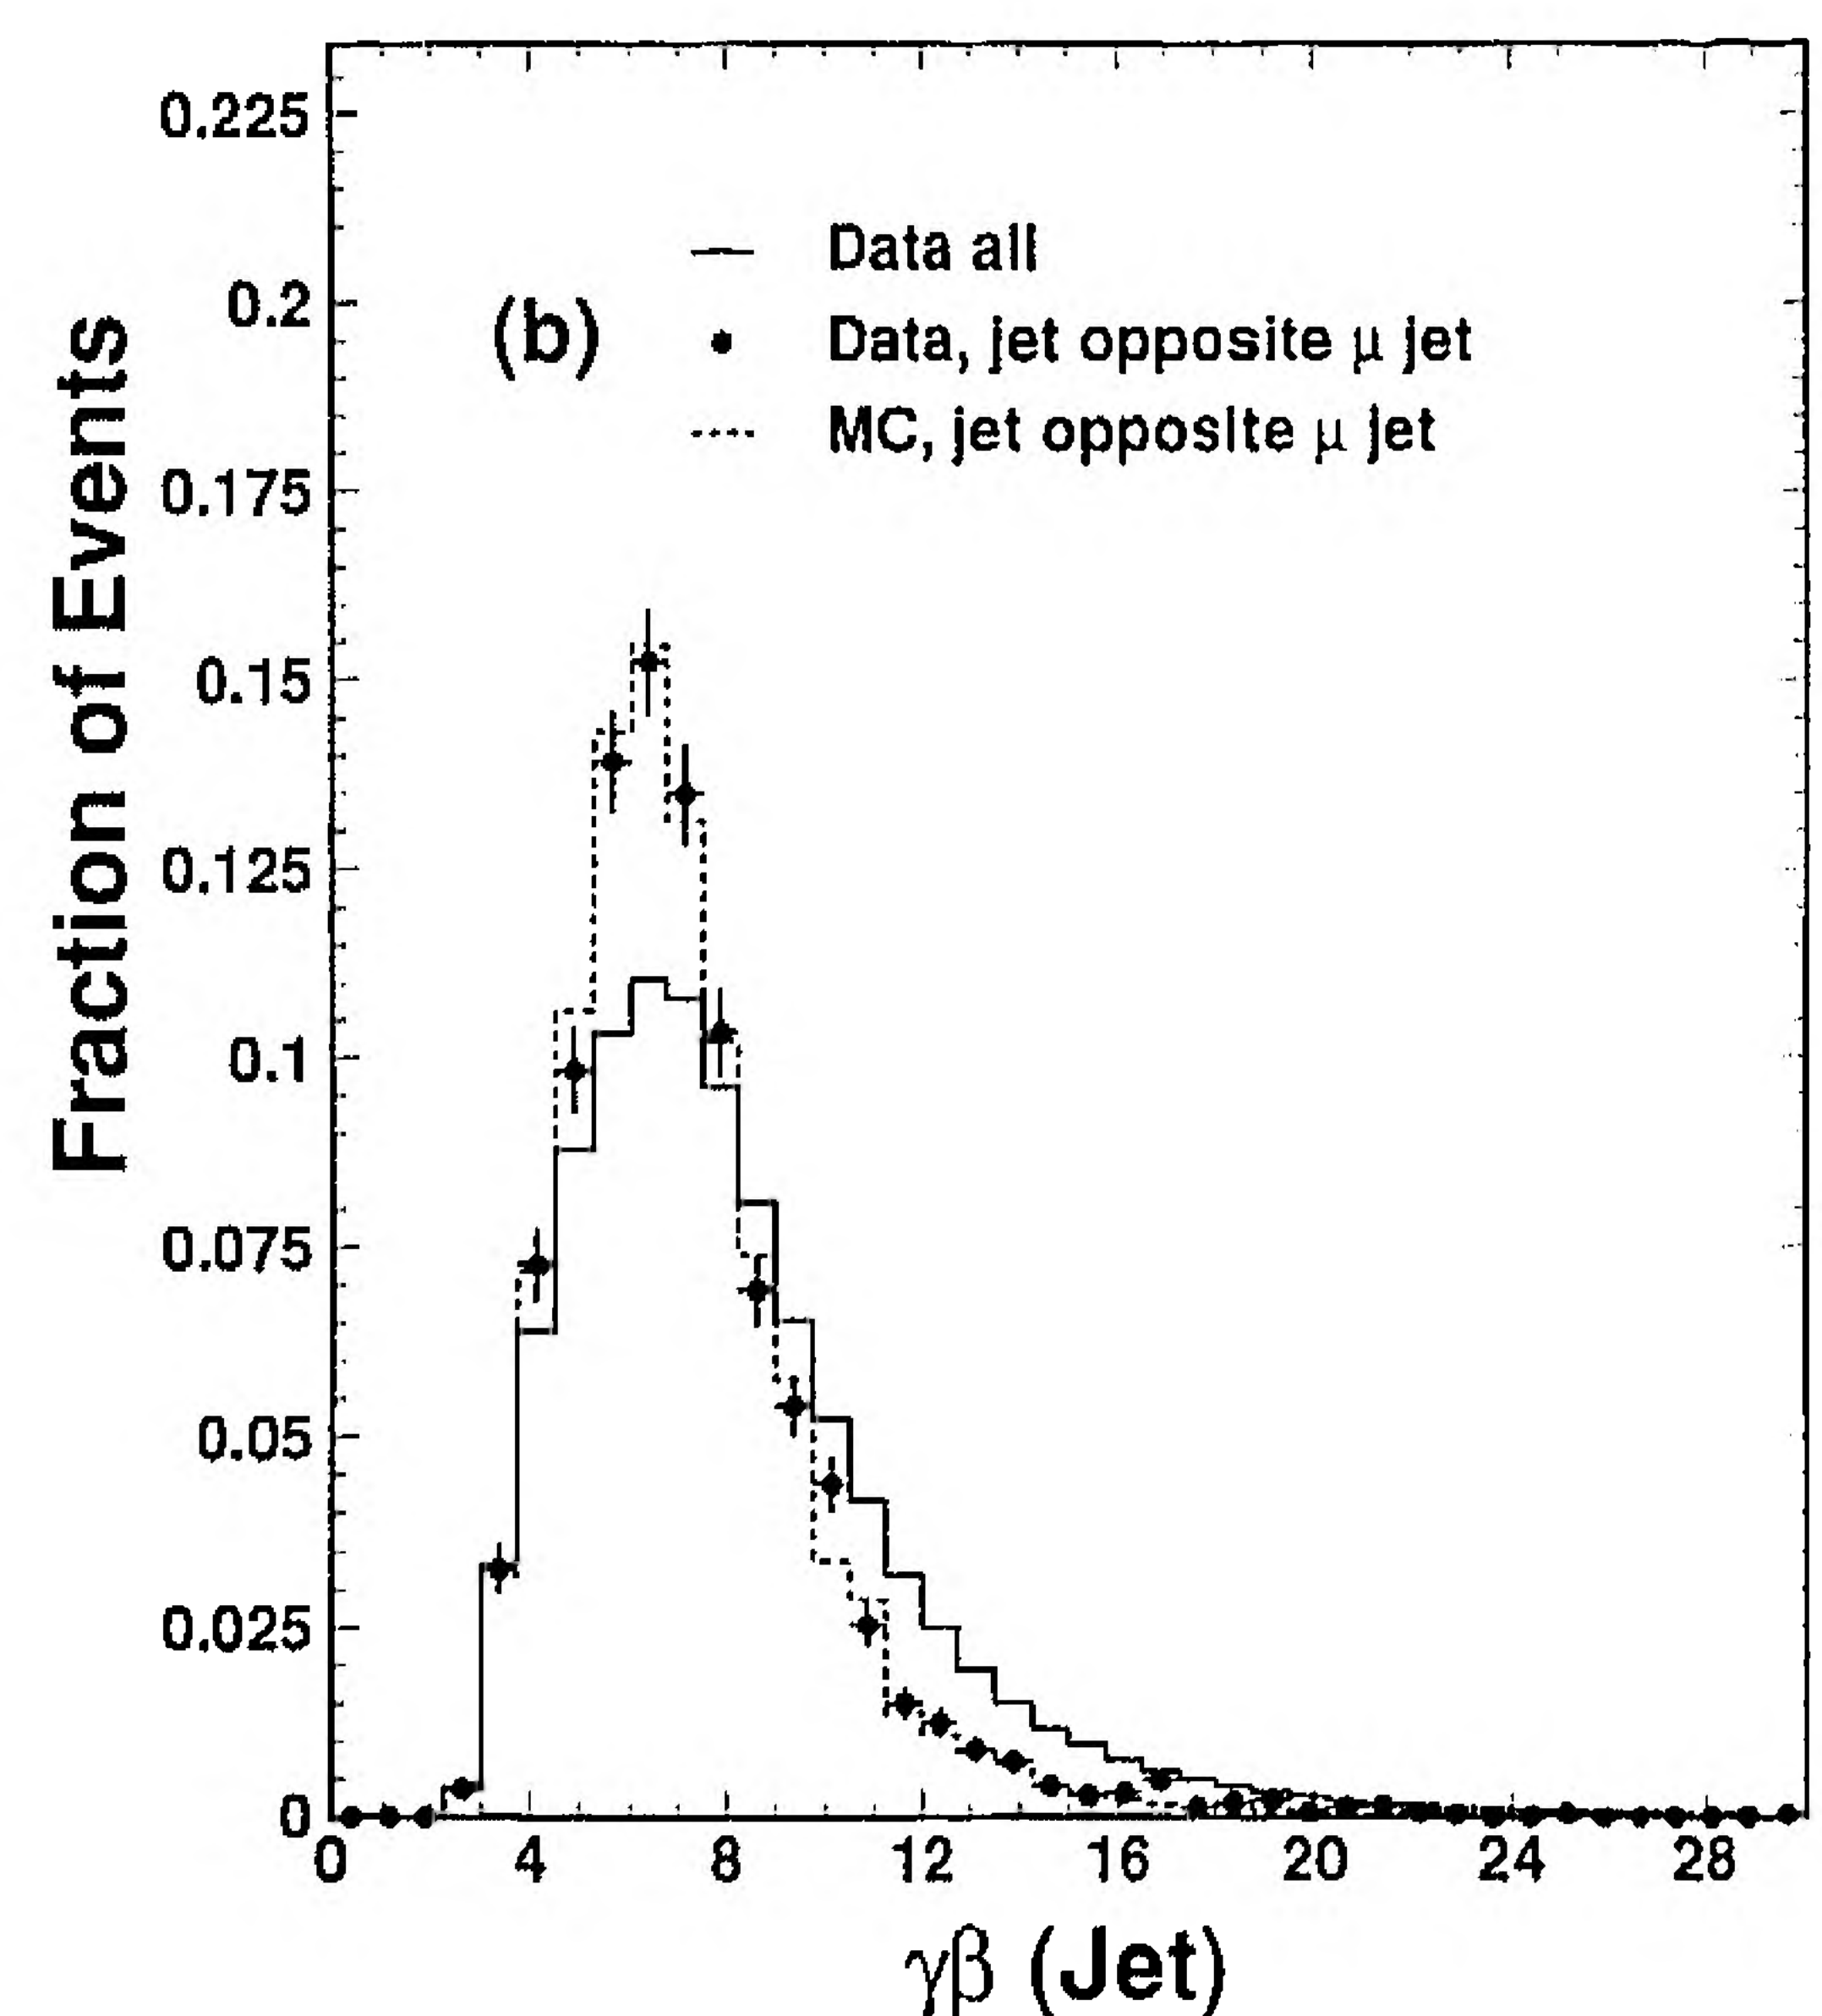 0.225
0.2
0.175
0.15
0.125
0.1
0.075
0.05
0.025
0
Fraction of Events
(b)
Data all
Data, jet opposite μ jet
MC, jet opposite μ jet
0 4 8 12 16 20 24 28
γβ (Jet)